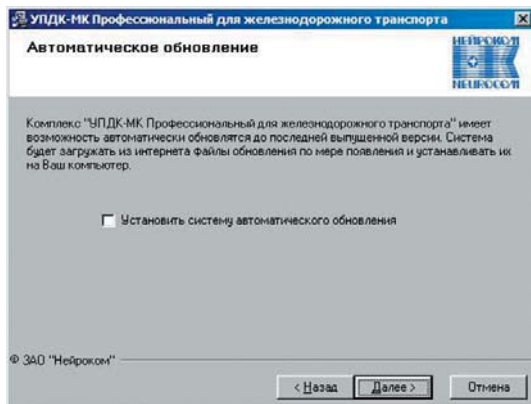 УПДК-МК Профессиональный для железнодорожного транспорта
Автоматическое обновление
НЕЙРОКОМ
NEUROCOM
Комплекс "УПДК-МК Профессиональный для железнодорожного транспорта" имеет
возможность автоматически обновлятся до последней выпущенной версии. Система
будет загружать из интернета файлы обновления по мере появления и устанавливать их
на Ваш компьютер.
Установить систему автоматического обновления
Ф ЗАО "Нейроком"
< Назад
Далее >
Отмена